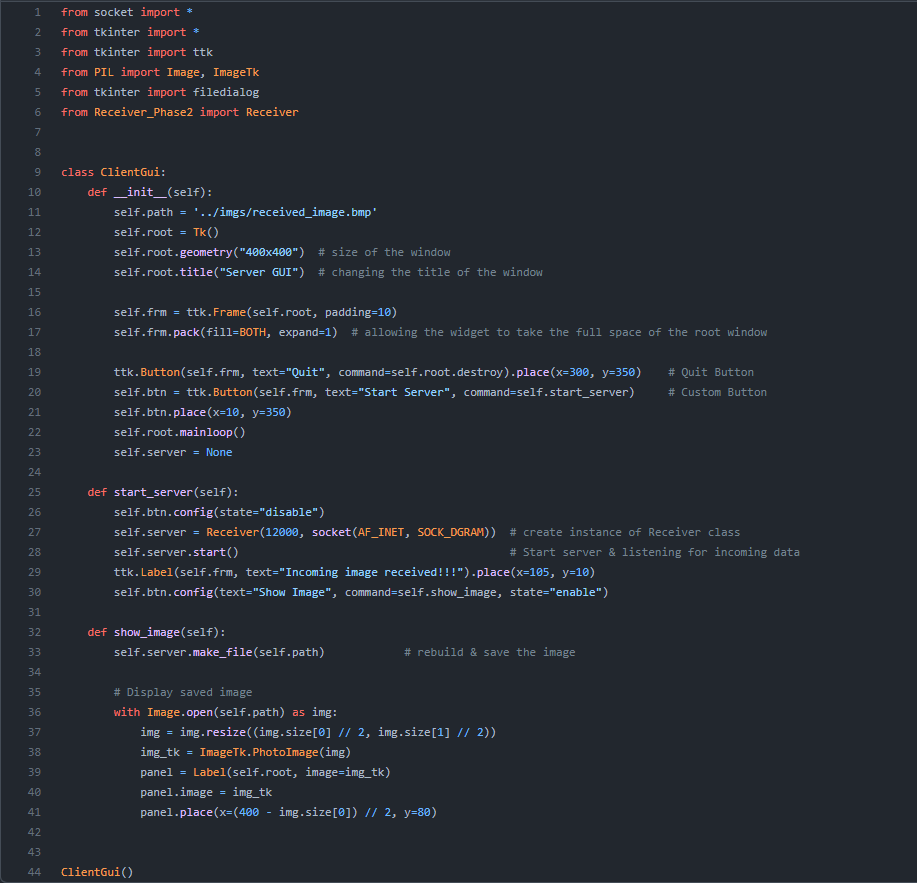 1 from socket import *
2 from tkinter import *
3 from tkinter import ttk
4 from PIL import Image, ImageTk
5 from tkinter import filedialog
6 from Receiver_Phase2 import Receiver
7
8
9 class ClientGui:
10     def __init__(self):
11         self.path = '../imgs/received_image.bmp'
12         self.root = Tk()
13         self.root.geometry("400x400")  # size of the window
14         self.root.title("Server GUI")  # changing the title of the window
15
16         self.frm = ttk.Frame(self.root, padding=10)
17         self.frm.pack(fill=BOTH, expand=1)  # allowing the widget to take the full space of the root window
18
19         ttk.Button(self.frm, text="Quit", command=self.root.destroy).place(x=300, y=350)    # Quit Button
20         self.btn = ttk.Button(self.frm, text="Start Server", command=self.start_server)     # Custom Button
21         self.btn.place(x=10, y=350)
22         self.root.mainloop()
23         self.server = None
24
25     def start_server(self):
26         self.btn.config(state="disable")
27         self.server = Receiver(12000, socket(AF_INET, SOCK_DGRAM))  # create instance of Receiver class
28         self.server.start()                                         # Start server & listening for incoming data
29         ttk.Label(self.frm, text="Incoming image received!!!").place(x=105, y=10)
30         self.btn.config(text="Show Image", command=self.show_image, state="enable")
31
32     def show_image(self):
33         self.server.make_file(self.path)            # rebuild & save the image
34
35         # Display saved image
36         with Image.open(self.path) as img:
37             img = img.resize((img.size[0] // 2, img.size[1] // 2))
38             img_tk = ImageTk.PhotoImage(img)
39             panel = Label(self.root, image=img_tk)
40             panel.image = img_tk
41             panel.place(x=(400 - img.size[0]) // 2, y=80)
42
43
44 ClientGui()